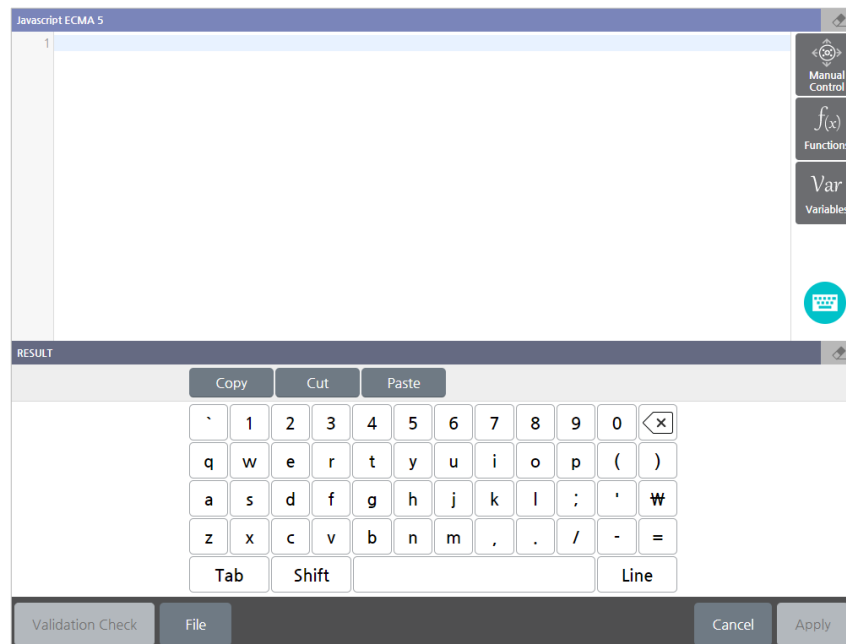 Javascript ECMA 5
1
Manual
Control
f(x)
Functions
Var
Variables
RESULT
Copy Cut Paste
` 1 2 3 4 5 6 7 8 9 0
q w e r t y u i o p ( )
a s d f g h j k l ; ' ₩
z x c v b n m , . / - =
Tab Shift Line
Validation Check File Cancel Apply